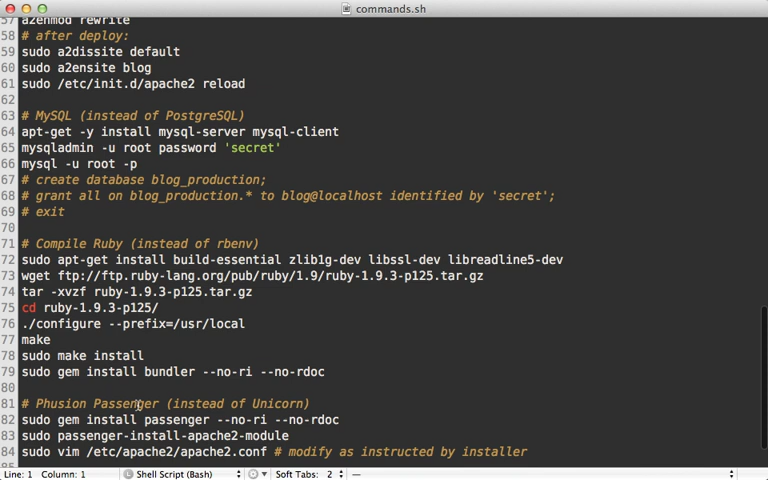 commands.sh
57 a2enmod rewrite
58 # after deploy:
59 sudo a2dissite default
60 sudo a2ensite blog
61 sudo /etc/init.d/apache2 reload
62
63 # MySQL (instead of PostgreSQL)
64 apt-get -y install mysql-server mysql-client
65 mysqladmin -u root password 'secret'
66 mysql -u root -p
67 # create database blog_production;
68 # grant all on blog_production.* to blog@localhost identified by 'secret';
69 # exit
70
71 # Compile Ruby (instead of rbenv)
72 sudo apt-get install build-essential zlib1g-dev libssl-dev libreadline5-dev
73 wget ftp://ftp.ruby-lang.org/pub/ruby/1.9/ruby-1.9.3-p125.tar.gz
74 tar -xvzf ruby-1.9.3-p125.tar.gz
75 cd ruby-1.9.3-p125/
76 ./configure --prefix=/usr/local
77 make
78 sudo make install
79 sudo gem install bundler --no-ri --no-rdoc
80
81 # Phusion Passenger (instead of Unicorn)
82 sudo gem install passenger --no-ri --no-rdoc
83 sudo passenger-install-apache2-module
84 sudo vim /etc/apache2/apache2.conf # modify as instructed by installer
85
Line: 1 Column: 1 Shell Script (Bash) Soft Tabs: 2 —